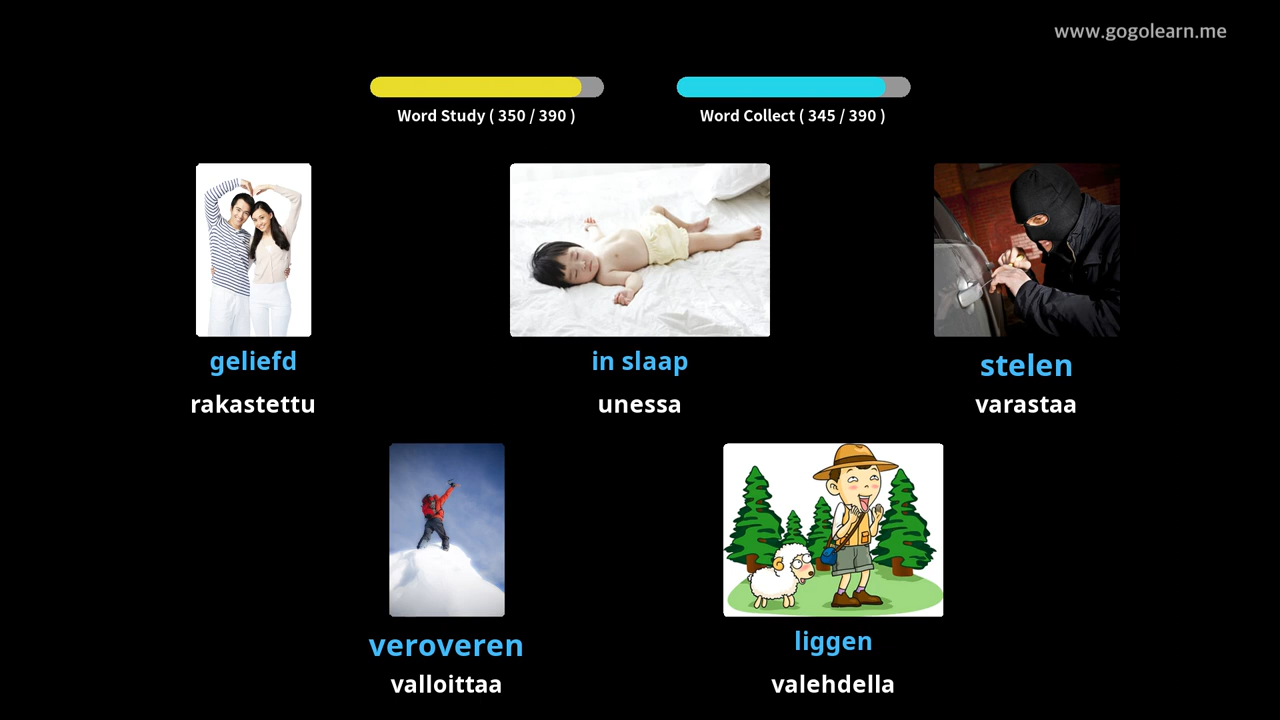 www.gogolearn.me
Word Study ( 350 / 390 )
Word Collect ( 345 / 390 )
geliefd
in slaap
stelen
rakastettu
unessa
varastaa
veroveren
liggen
valloittaa
valehdella